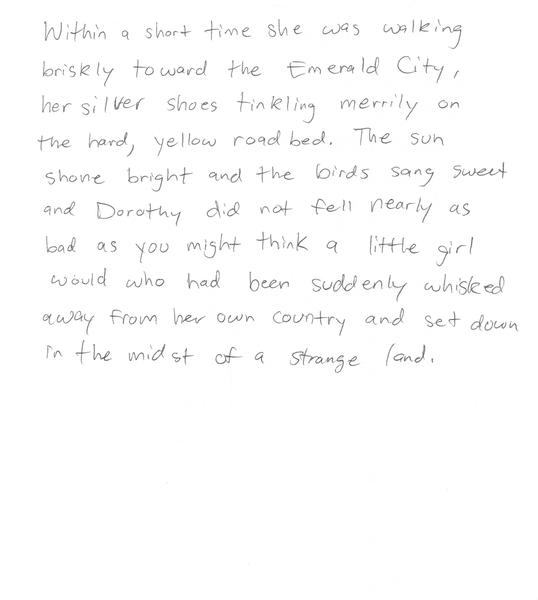 Within a short time she was walking
briskly toward the Emerald City,
her silver shoes tinkling merrily on
the hard, yellow road bed. The sun
shone bright and the birds sang sweet
and Dorothy did not fell nearly as
bad as you might think a little girl
would who had been suddenly whisked
away from her own country and set down
in the midst of a strange land.